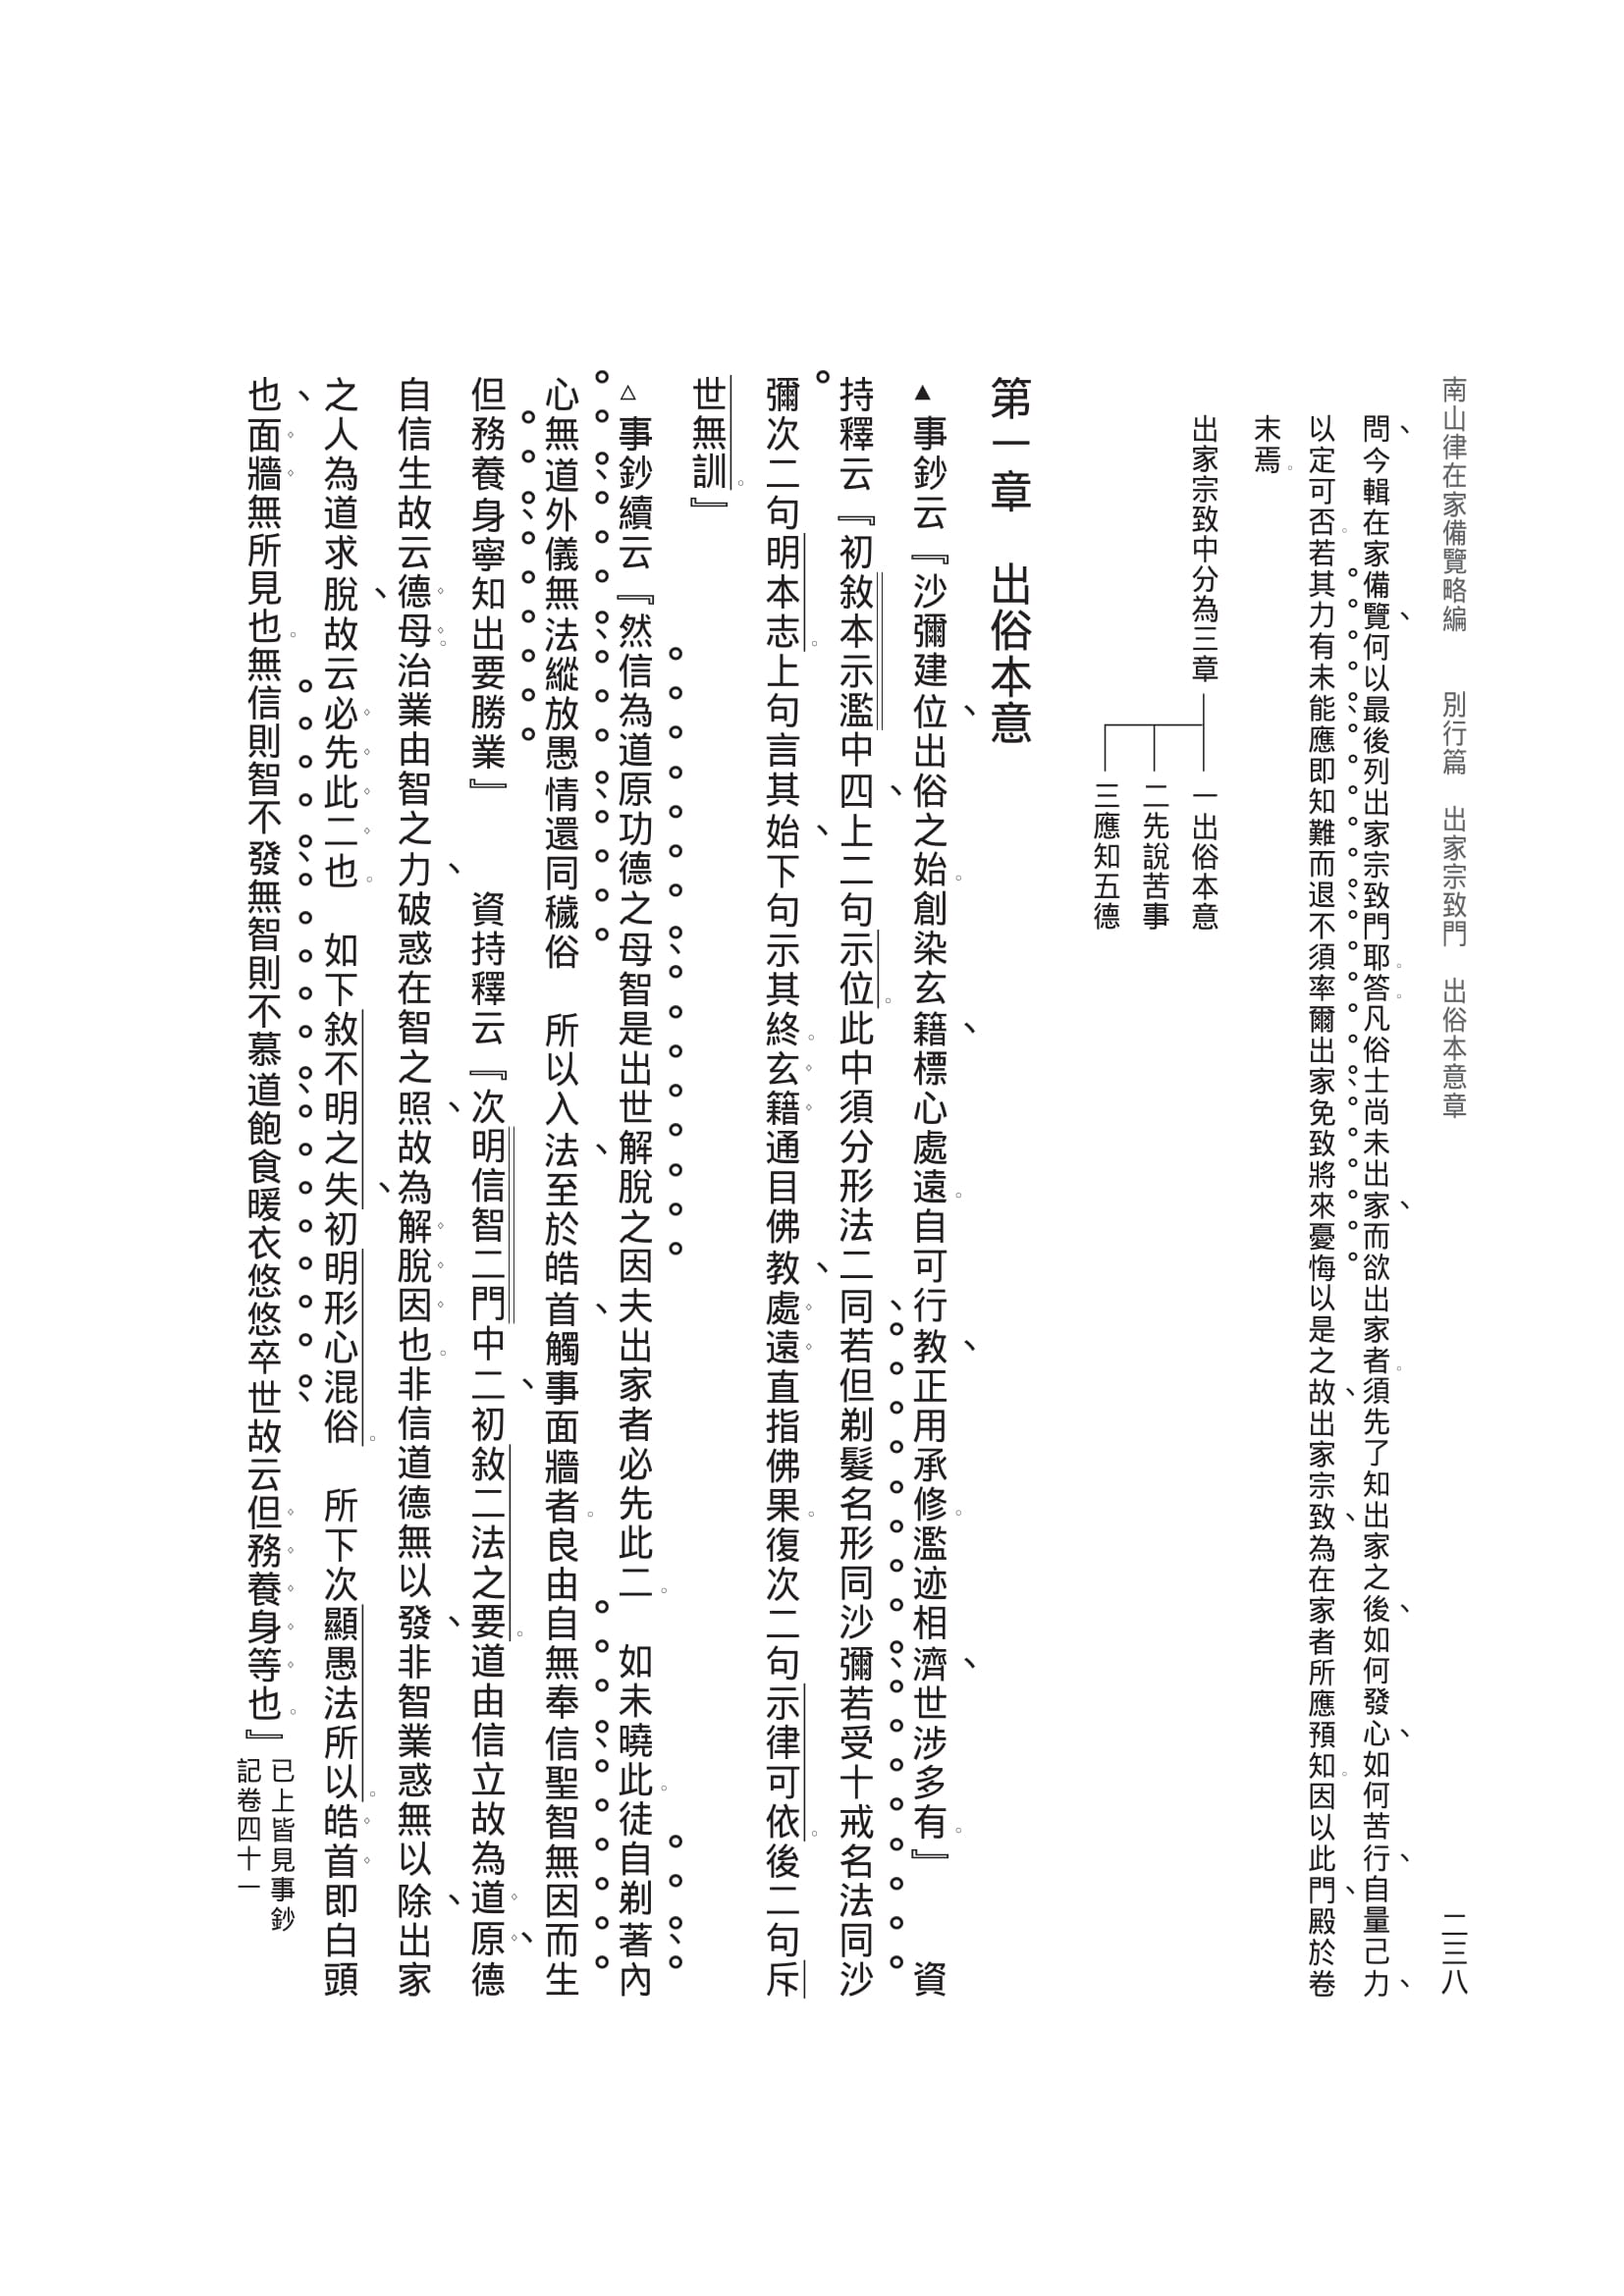 南山律在家備覽略編　別行篇　出家宗致門　出俗本意章
二三八
問、今輯在家備覽、何以最後列出家宗致門耶。答。凡俗士尚未出家、而欲出家者。須先了知出家之後、如何發心、如何苦行、自量己力、
以定可否。若其力有未能應即知難而退不須率爾出家免致將來憂悔以是之故、出家宗致、為在家者所應預知。因以此門、殿於卷
末焉。
出家宗致中分為三章
一出俗本意
二先說苦事
三應知五德
第一章　出俗本意
▲事鈔云『沙彌建位、出俗之始。創染玄籍、標心處遠。自可行教、正用承修。濫迹相濟、世涉多有。』　　資
持釋云『初敘本示濫中四、上二句示位。此中須分形法二同、若但剃髮名形同沙彌、若受十戒名法同沙
彌次二句明本志。上句言其始、下句示其終。玄籍通目佛教、處遠直指佛果。復次二句示律可依。後二句斥
世無訓。』
△事鈔續云『然信為道原功德之母、智是出世解脫之因夫出家者必先此二。　如未曉此。徒自剃著、內
心無道、外儀無法、縱放愚情、還同穢俗　所以入法、至於皓首、觸事面牆者。良由自無奉信、聖智無因而生
但務養身、寧知出要勝業』　　資持釋云『次明信智二門中二、初敘二法之要。道由信立故為道原、德
自信生故云德母。治業由智之力、破惑在智之照、故為解脫因也。非信道德無以發、非智業惑無以除、出家
之人為道求脫、故云必先此二也。　如下敘不明之失、初明形心混俗。　所下次顯愚法所以。皓首即白頭
也、面牆無所見也。無信則智不發、無智則不慕道、飽食暖衣悠悠卒世、故云但務養身等也。』已上皆見事鈔
記卷四十一